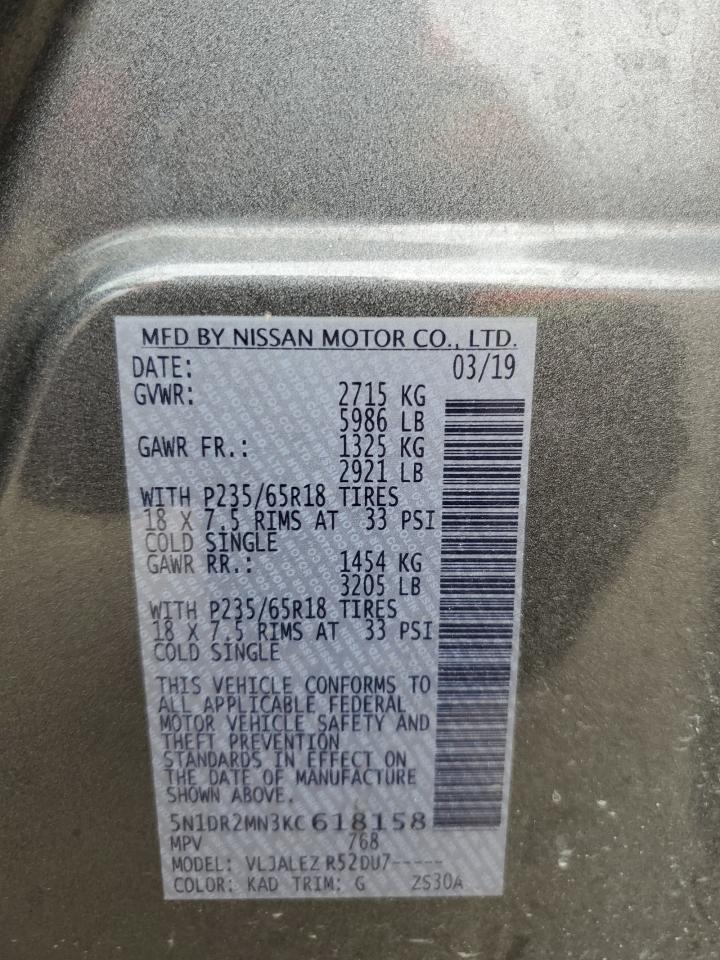 MFD BY NISSAN MOTOR CO., LTD.
DATE: 03/19
GVWR: 2715 KG
5986 LB
GAWR FR.: 1325 KG
2921 LB
WITH P235/65R18 TIRES
18 X 7.5 RIMS AT 33 PSI
COLD SINGLE
GAWR RR.: 1454 KG
3205 LB
WITH P235/65R18 TIRES
18 X 7.5 RIMS AT 33 PSI
COLD SINGLE
THIS VEHICLE CONFORMS TO
ALL APPLICABLE FEDERAL
MOTOR VEHICLE SAFETY AND
THEFT PREVENTION
STANDARDS IN EFFECT ON
THE DATE OF MANUFACTURE
SHOWN ABOVE.
5N1DR2MN3KC618158
MPV 768
MODEL: VLJALEZ R52DU7-----
COLOR: KAD TRIM: G ZS30A